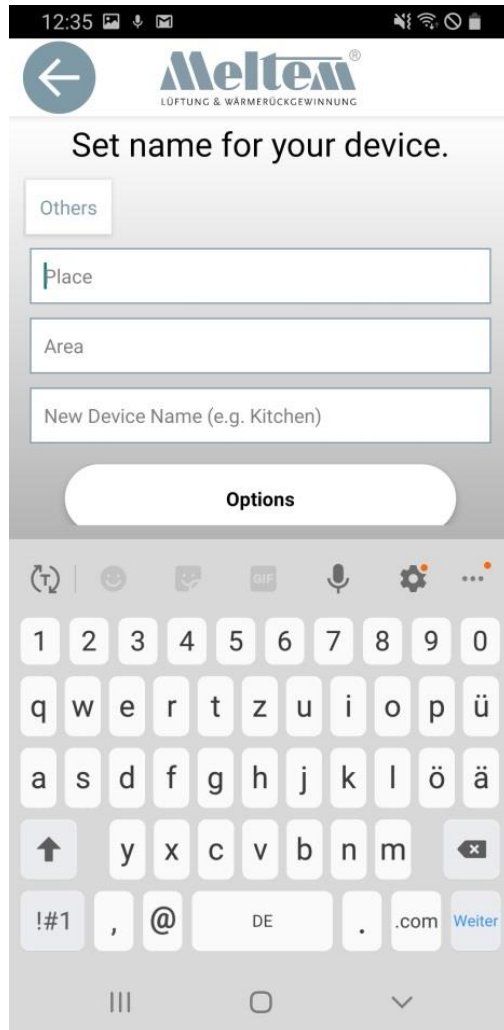 12:35
Meltem®
LÜFTUNG & WÄRMERÜCKGEWINNUNG
Set name for your device.
Others
Place
Area
New Device Name (e.g. Kitchen)
Options
T GIF
1 2 3 4 5 6 7 8 9 0
q w e r t z u i o p ü
a s d f g h j k l ö ä
y x c v b n m
!#1 , @ DE . .com Weiter